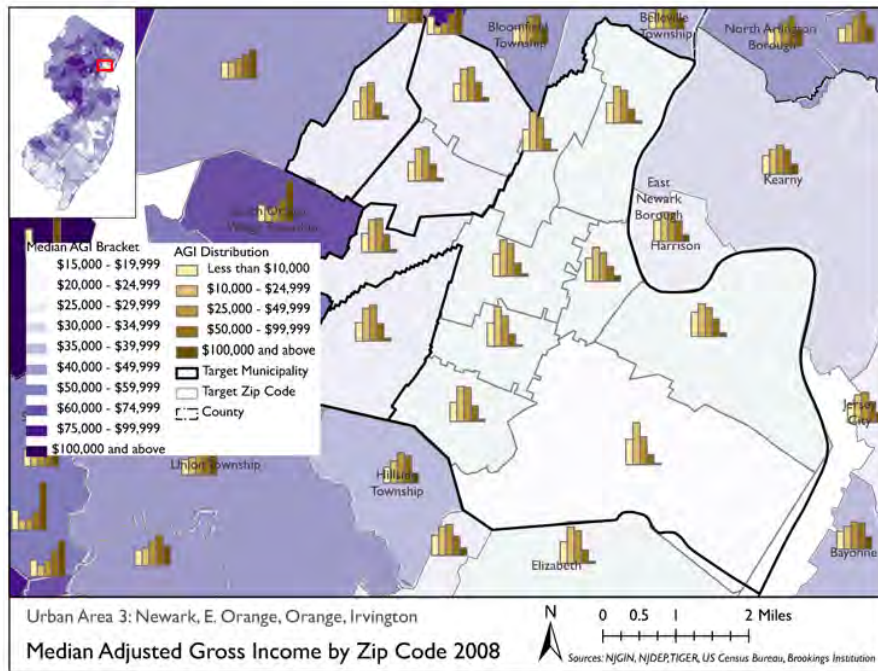 Bloomfield
Township
Belleville
Township
North Arlington
Borough
Kearny
East
Newark
Borough
Harrison
Village Township
Median AGI Bracket
$15,000 - $19,999
$20,000 - $24,999
$25,000 - $29,999
$30,000 - $34,999
$35,000 - $39,999
$40,000 - $49,999
$50,000 - $59,999
$60,000 - $74,999
$75,000 - $99,999
$100,000 and above
AGI Distribution
Less than $10,000
$10,000 - $24,999
$25,000 - $49,999
$50,000 - $99,999
$100,000 and above
Target Municipality
Target Zip Code
County
Jersey
City
Union Township
Hillside
Township
Elizabeth
Bayonne
Urban Area 3: Newark, E. Orange, Orange, Irvington
Median Adjusted Gross Income by Zip Code 2008
N
0 0.5 1 2 Miles
Sources: NJGIN, NJDEP,TIGER, US Census Bureau, Brookings Institution